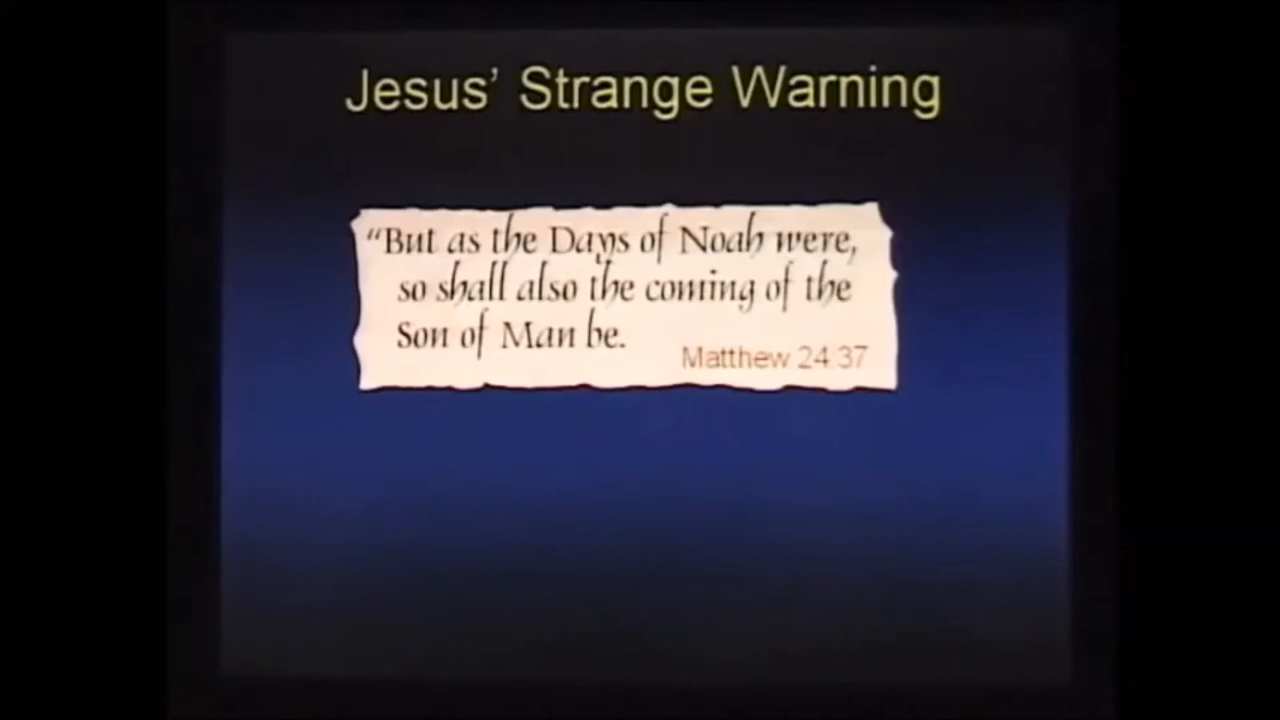 Jesus’ Strange Warning
“But as the Days of Noah were,
so shall also the coming of the
Son of Man be.
Matthew 24:37